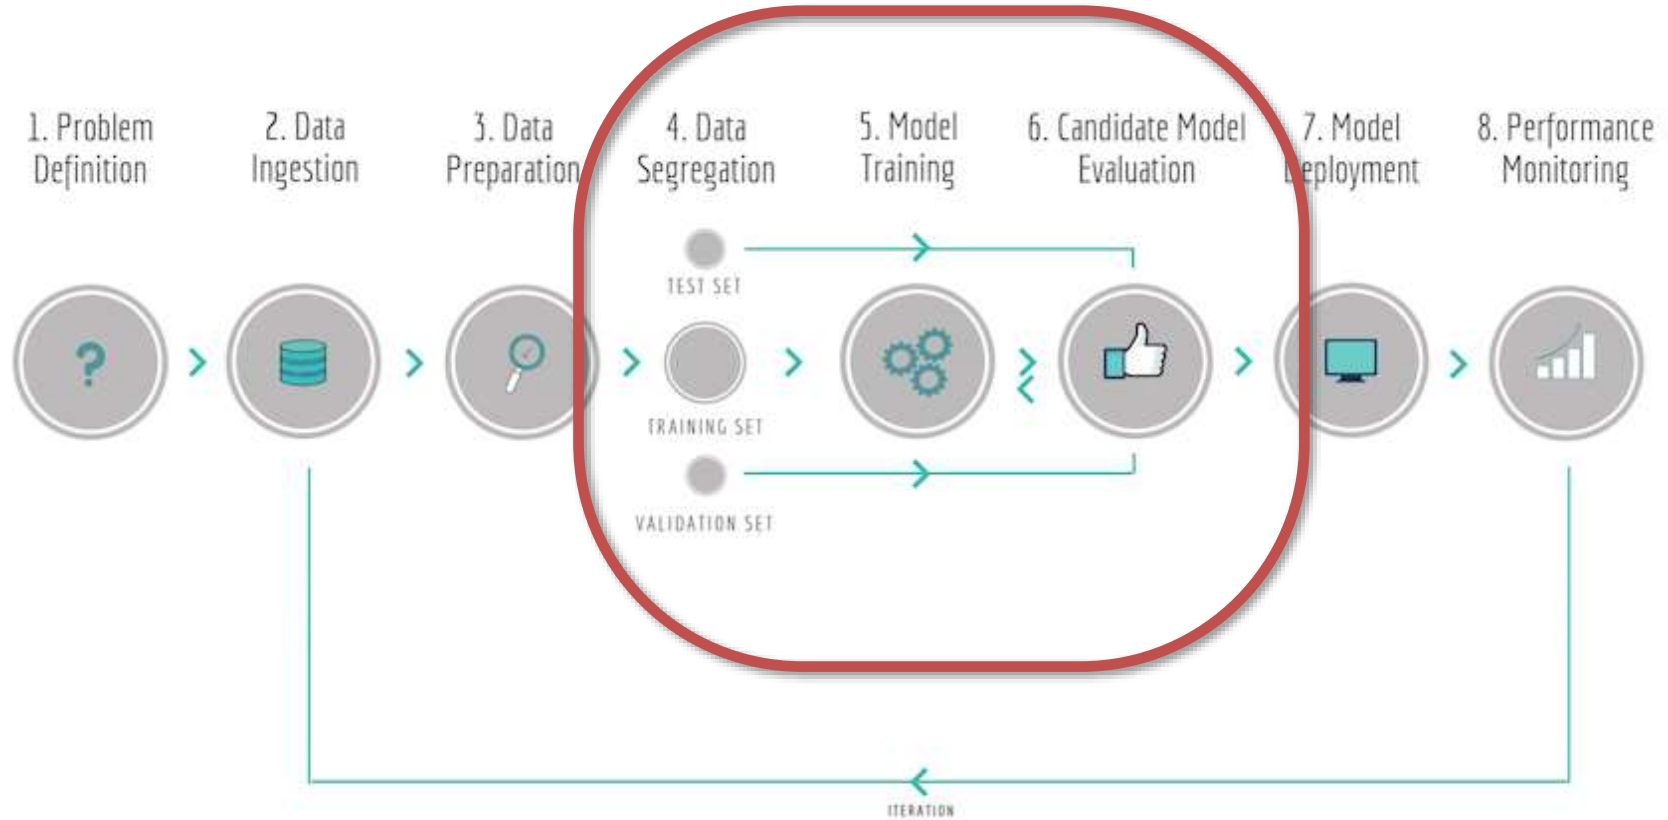 1. Problem
Definition
2. Data
Ingestion
3. Data
Preparation
4. Data
Segregation
5. Model
Training
6. Candidate Model
Evaluation
7. Model
Deployment
8. Performance
Monitoring
TEST SET
TRAINING SET
VALIDATION SET
ITERATION